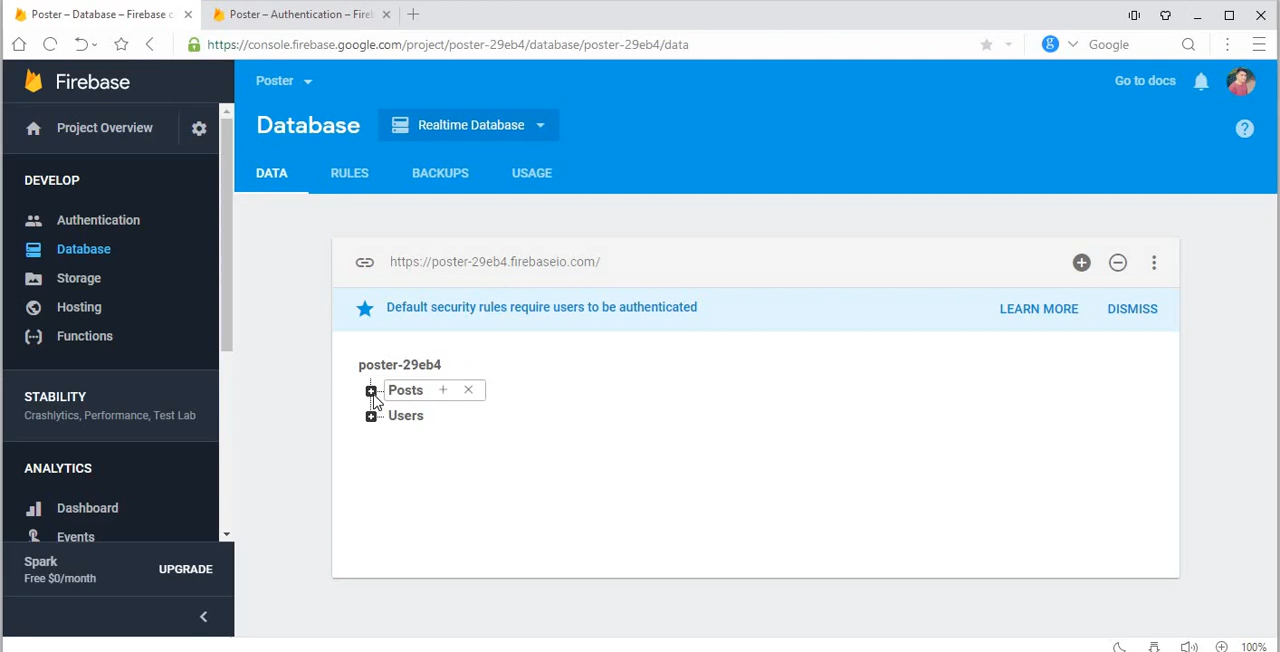 Poster – Database – Firebase c
Poster – Authentication – Fire
https://console.firebase.google.com/project/poster-29eb4/database/poster-29eb4/data
Google
Firebase
Poster
Go to docs
Project Overview
Database
Realtime Database
DATA
RULES
BACKUPS
USAGE
DEVELOP
Authentication
Database
Storage
Hosting
Functions
STABILITY
Crashlytics, Performance, Test Lab
ANALYTICS
Dashboard
Events
Spark
Free $0/month
UPGRADE
https://poster-29eb4.firebaseio.com/
Default security rules require users to be authenticated
LEARN MORE
DISMISS
poster-29eb4
Posts
Users
100%